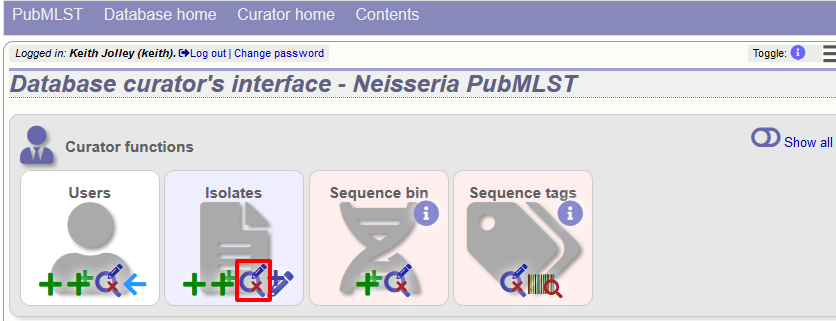 PubMLST Database home Curator home Contents
Logged in: Keith Jolley (keith). Log out | Change password Toggle: i
Database curator's interface - Neisseria PubMLST
Curator functions Show all
Users Isolates Sequence bin Sequence tags
i i